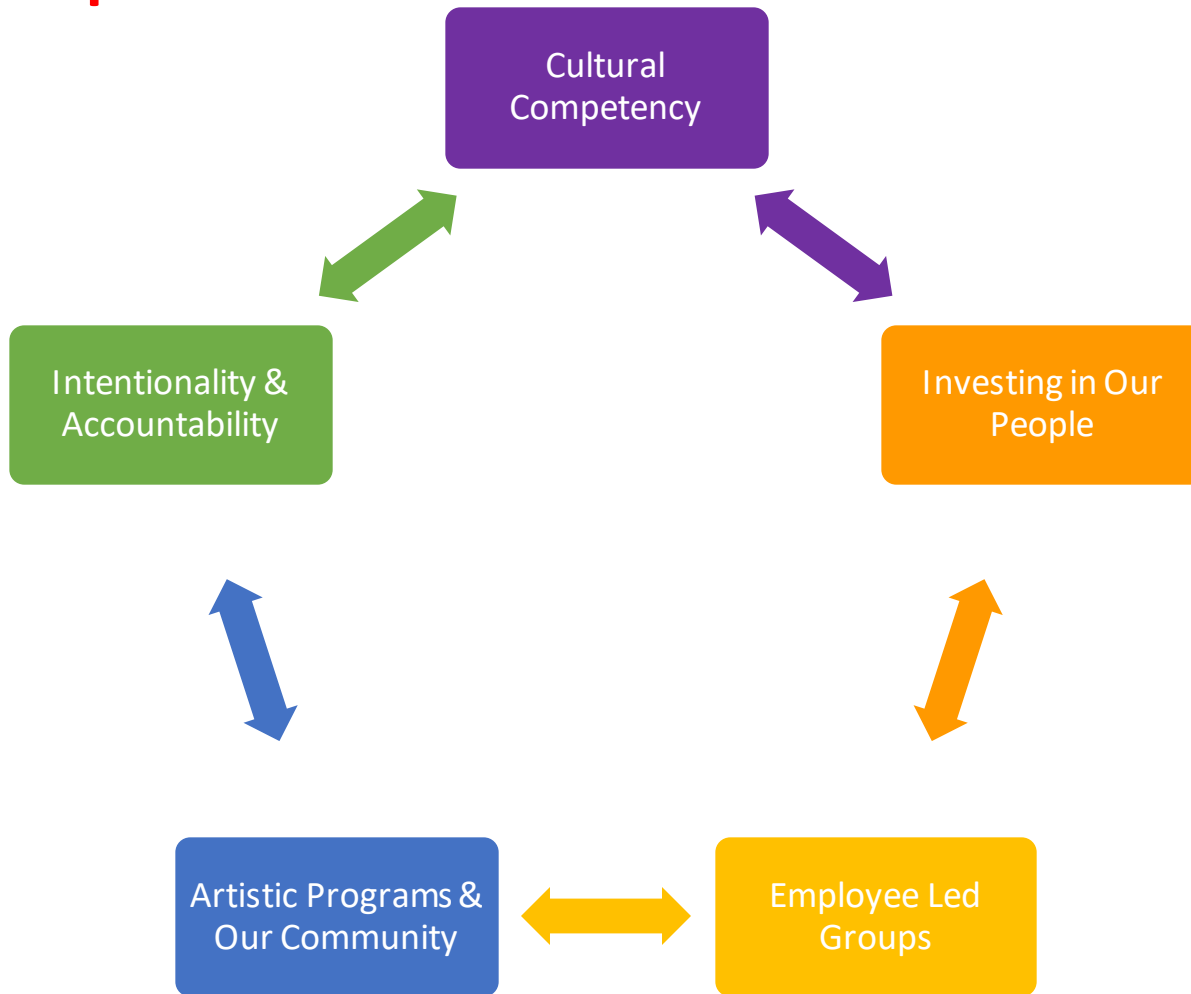 Cultural
Competency
Intentionality &
Accountability
Investing in Our
People
Artistic Programs &
Our Community
Employee Led
Groups